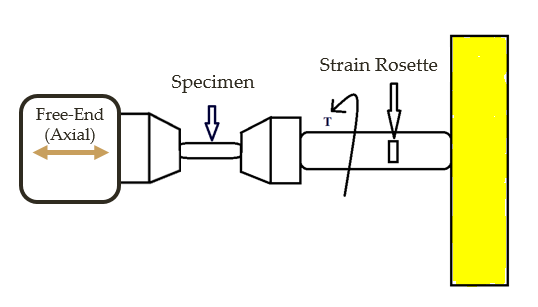 Strain Rosette
Specimen
Free-End
(Axial)
T